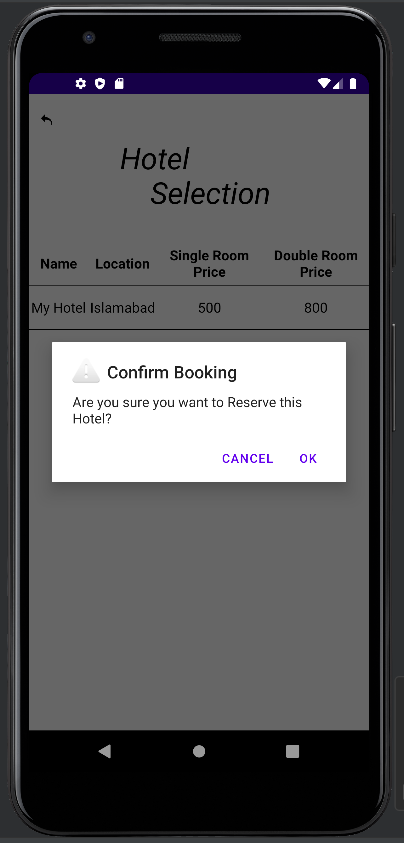 Hotel
Selection
Name Location Single Room Price Double Room Price
My Hotel Islamabad 500 800
Confirm Booking
Are you sure you want to Reserve this
Hotel?
CANCEL OK